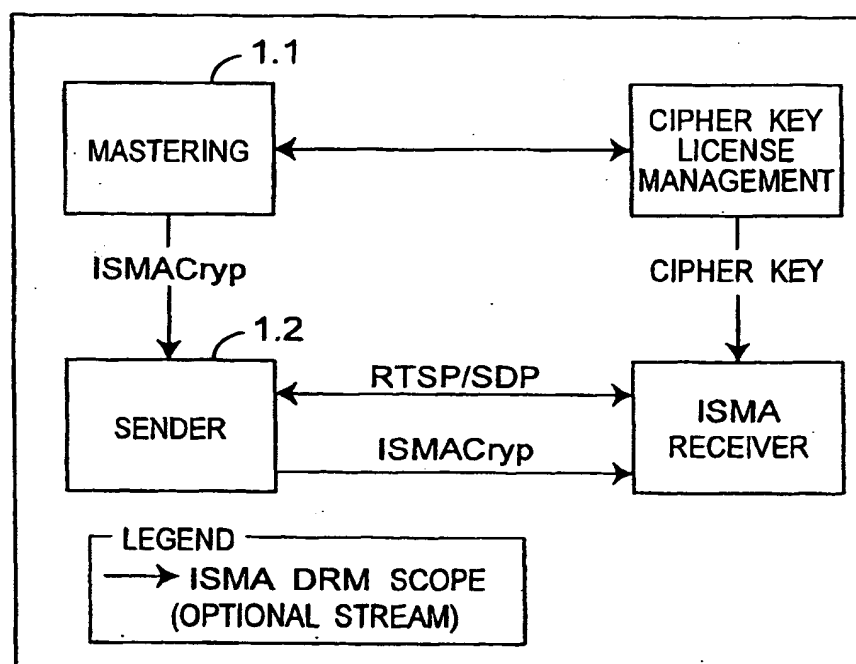 1.1
MASTERING
CIPHER KEY
LICENSE
MANAGEMENT
ISMACryp
CIPHER KEY
1.2
SENDER
RTSP/SDP
ISMACryp
ISMA
RECEIVER
LEGEND
ISMA DRM SCOPE
(OPTIONAL STREAM)